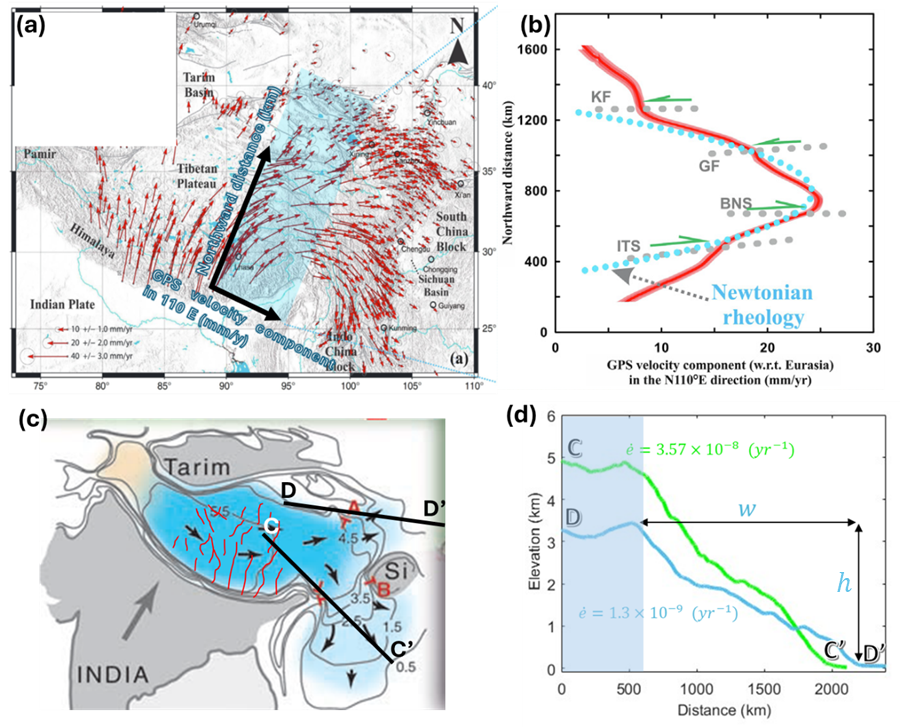 (a)
Urumqi
N
Tarim
Basin
40°
Yinchuan
Pamir
Xining
Lanzhou
Tibetan
Plateau
35°
Xi'an
Northward distance (km)
Himalaya
South
China
Block
Lhasa
30°
Chengdu
Chongqing
Sichuan
Basin
GPS velocity component
in 110 E (mm/y)
Indian Plate
Guiyang
10 +/− 1.0 mm/yr
20 +/− 2.0 mm/yr
40 +/− 3.0 mm/yr
Kunming
25°
Indo
China
Block
(a)
75° 80° 85° 90° 95° 100° 105° 110°
(b)
Northward distance (km)
1600
1200
800
400
0
KF
GF
BNS
ITS
Newtonian
rheology
0 10 20 30
GPS velocity component (w.r.t. Eurasia)
in the N110°E direction (mm/yr)
(c)
Tarim
D
D'
5.5
A
C
4.5
Si
B
3.5
2.5
1.5
C'
0.5
INDIA
(d)
Elevation (km)
6
5
4
3
2
1
0
C
ė = 3.57 × 10⁻⁸ (yr⁻¹)
D
w
h
ė = 1.3 × 10⁻⁹ (yr⁻¹)
C' D'
0 500 1000 1500 2000
Distance (km)